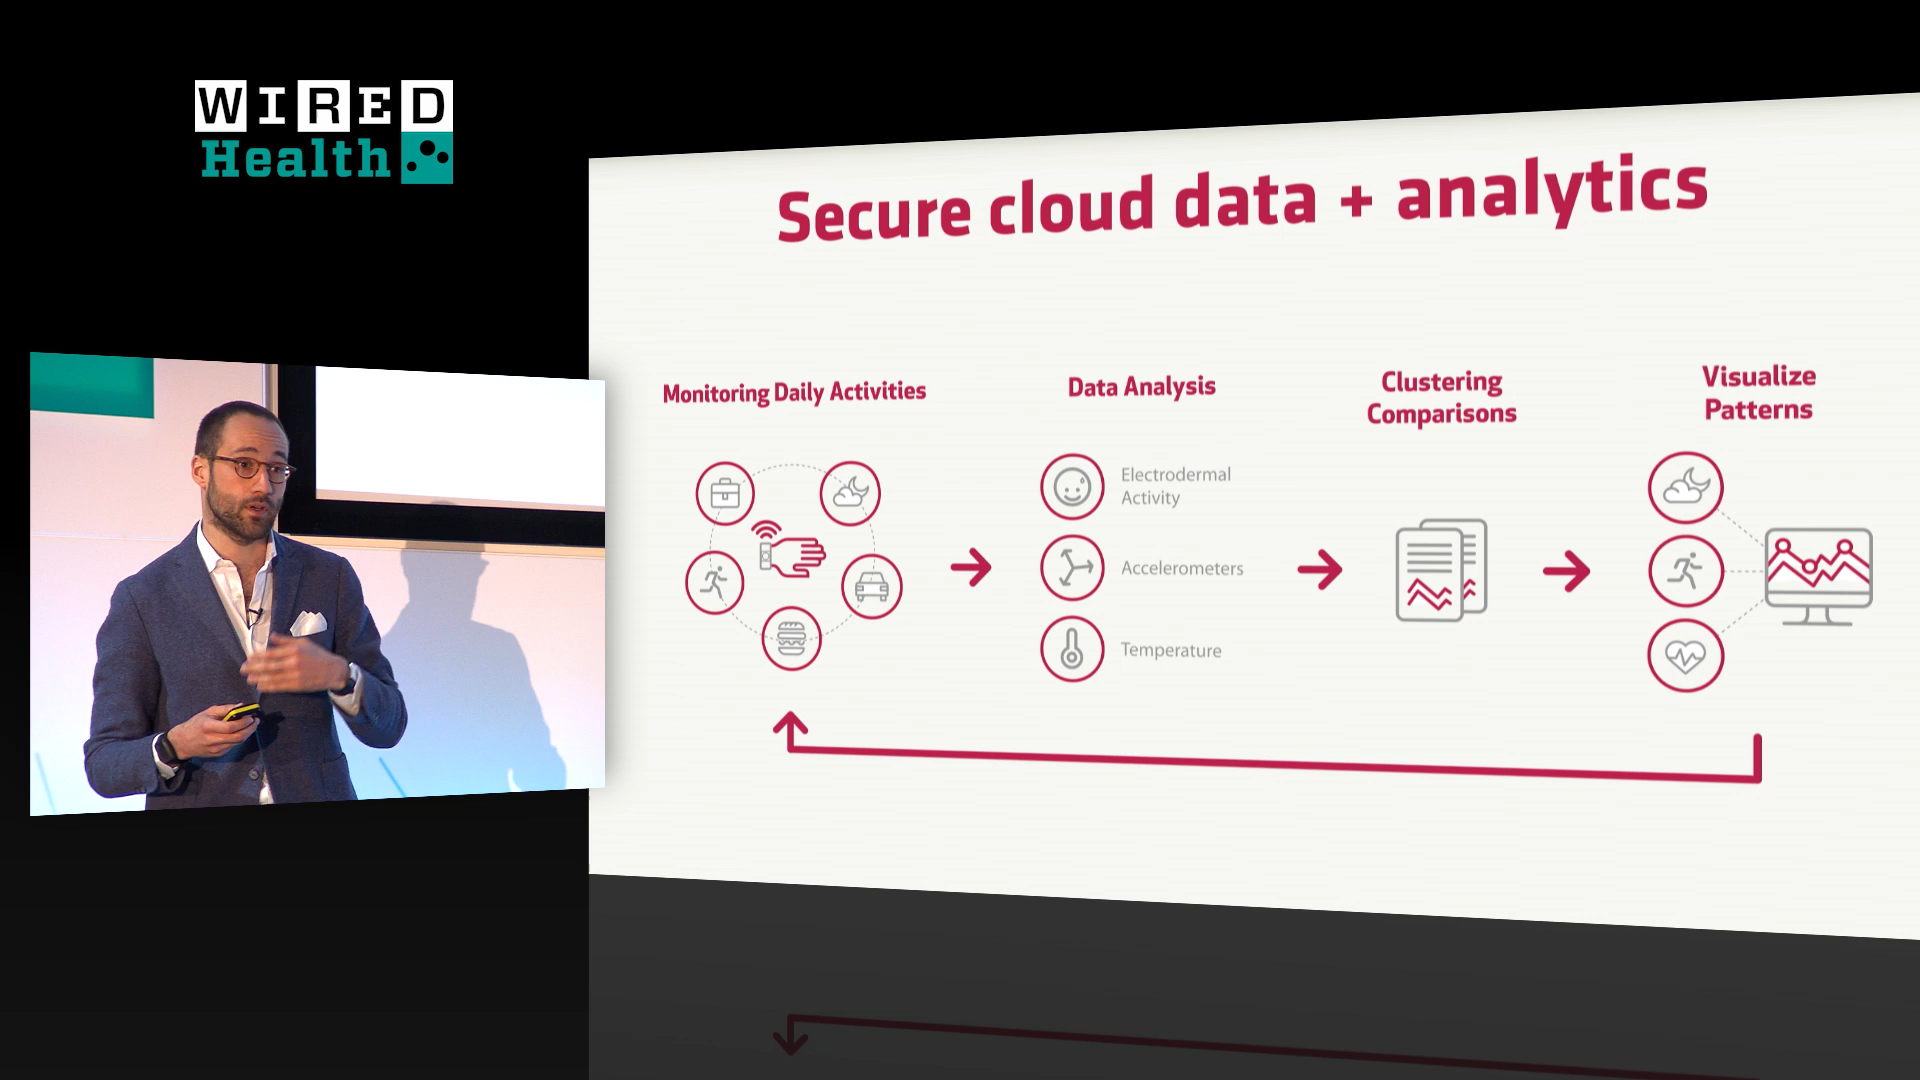 WIRED
Health
Secure cloud data + analytics
Monitoring Daily Activities
Data Analysis
Electrodermal
Activity
Accelerometers
Temperature
Clustering
Comparisons
Visualize
Patterns